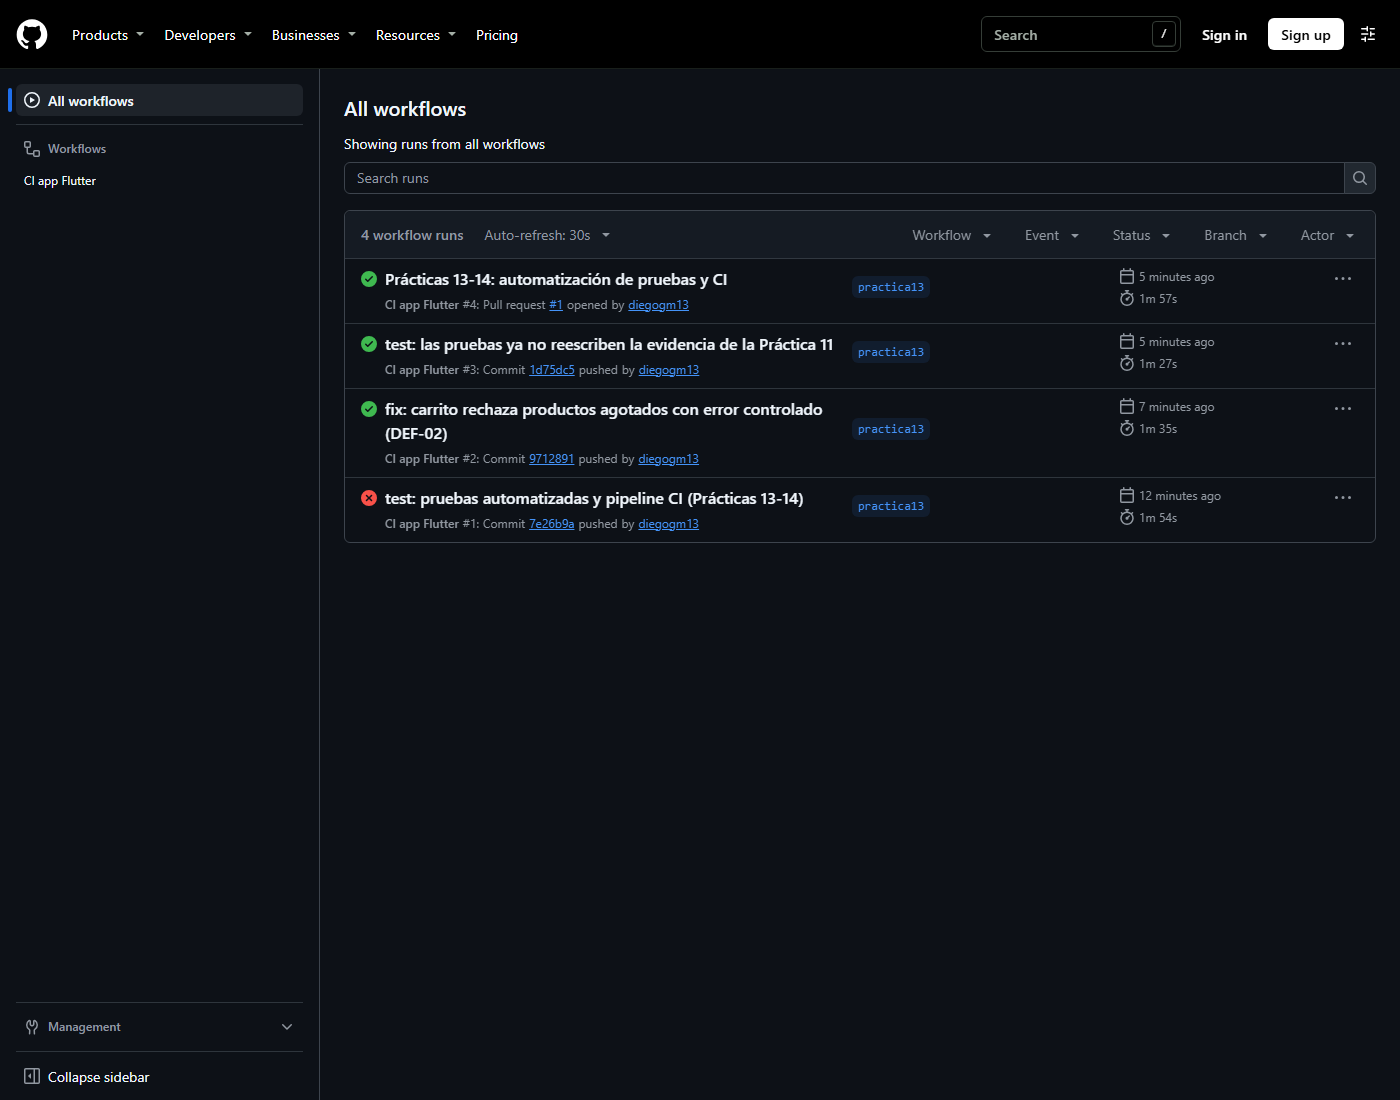 Products Developers Businesses Resources Pricing Search / Sign in Sign up
All workflows
Workflows
CI app Flutter
Management
Collapse sidebar
All workflows
Showing runs from all workflows
Search runs
4 workflow runs Auto-refresh: 30s Workflow Event Status Branch Actor
Prácticas 13-14: automatización de pruebas y CI
CI app Flutter #4: Pull request #1 opened by diegogm13
practica13
5 minutes ago
1m 57s
test: las pruebas ya no reescriben la evidencia de la Práctica 11
CI app Flutter #3: Commit 1d75dc5 pushed by diegogm13
practica13
5 minutes ago
1m 27s
fix: carrito rechaza productos agotados con error controlado
(DEF-02)
CI app Flutter #2: Commit 9712891 pushed by diegogm13
practica13
7 minutes ago
1m 35s
test: pruebas automatizadas y pipeline CI (Prácticas 13-14)
CI app Flutter #1: Commit 7e26b9a pushed by diegogm13
practica13
12 minutes ago
1m 54s